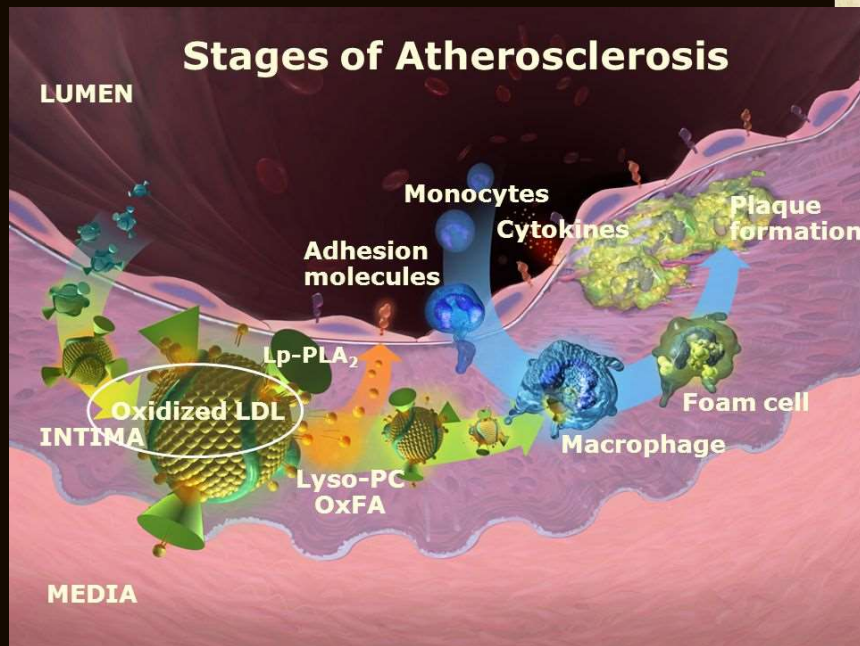 Stages of Atherosclerosis
LUMEN
Monocytes
Cytokines
Plaque
formation
Adhesion
molecules
Lp-PLA₂
Oxidized LDL
INTIMA
Foam cell
Macrophage
Lyso-PC
OxFA
MEDIA